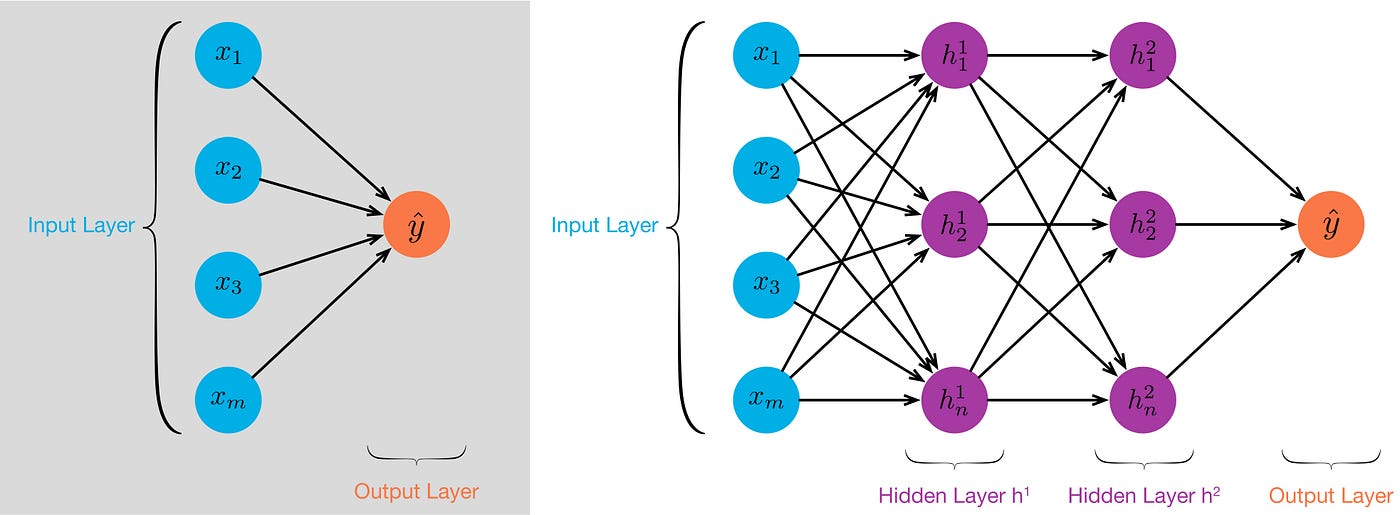 x₁
x₂
Input Layer
ŷ
x₃
xₘ
Output Layer
x₁ h₁¹ h₁²
x₂
Input Layer h₂¹ h₂² ŷ
x₃
xₘ hₙ¹ hₙ²
Hidden Layer h¹ Hidden Layer h² Output Layer